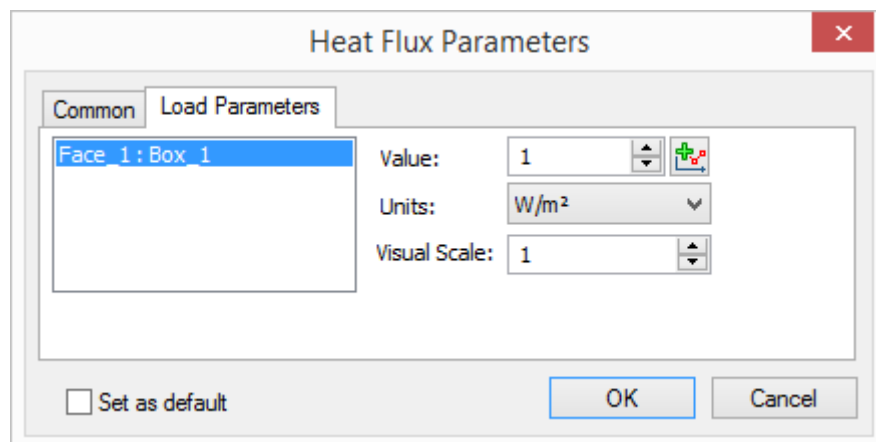 Heat Flux Parameters
Common Load Parameters
Face_1 : Box_1
Value: 1
Units: W/m²
Visual Scale: 1
Set as default OK Cancel